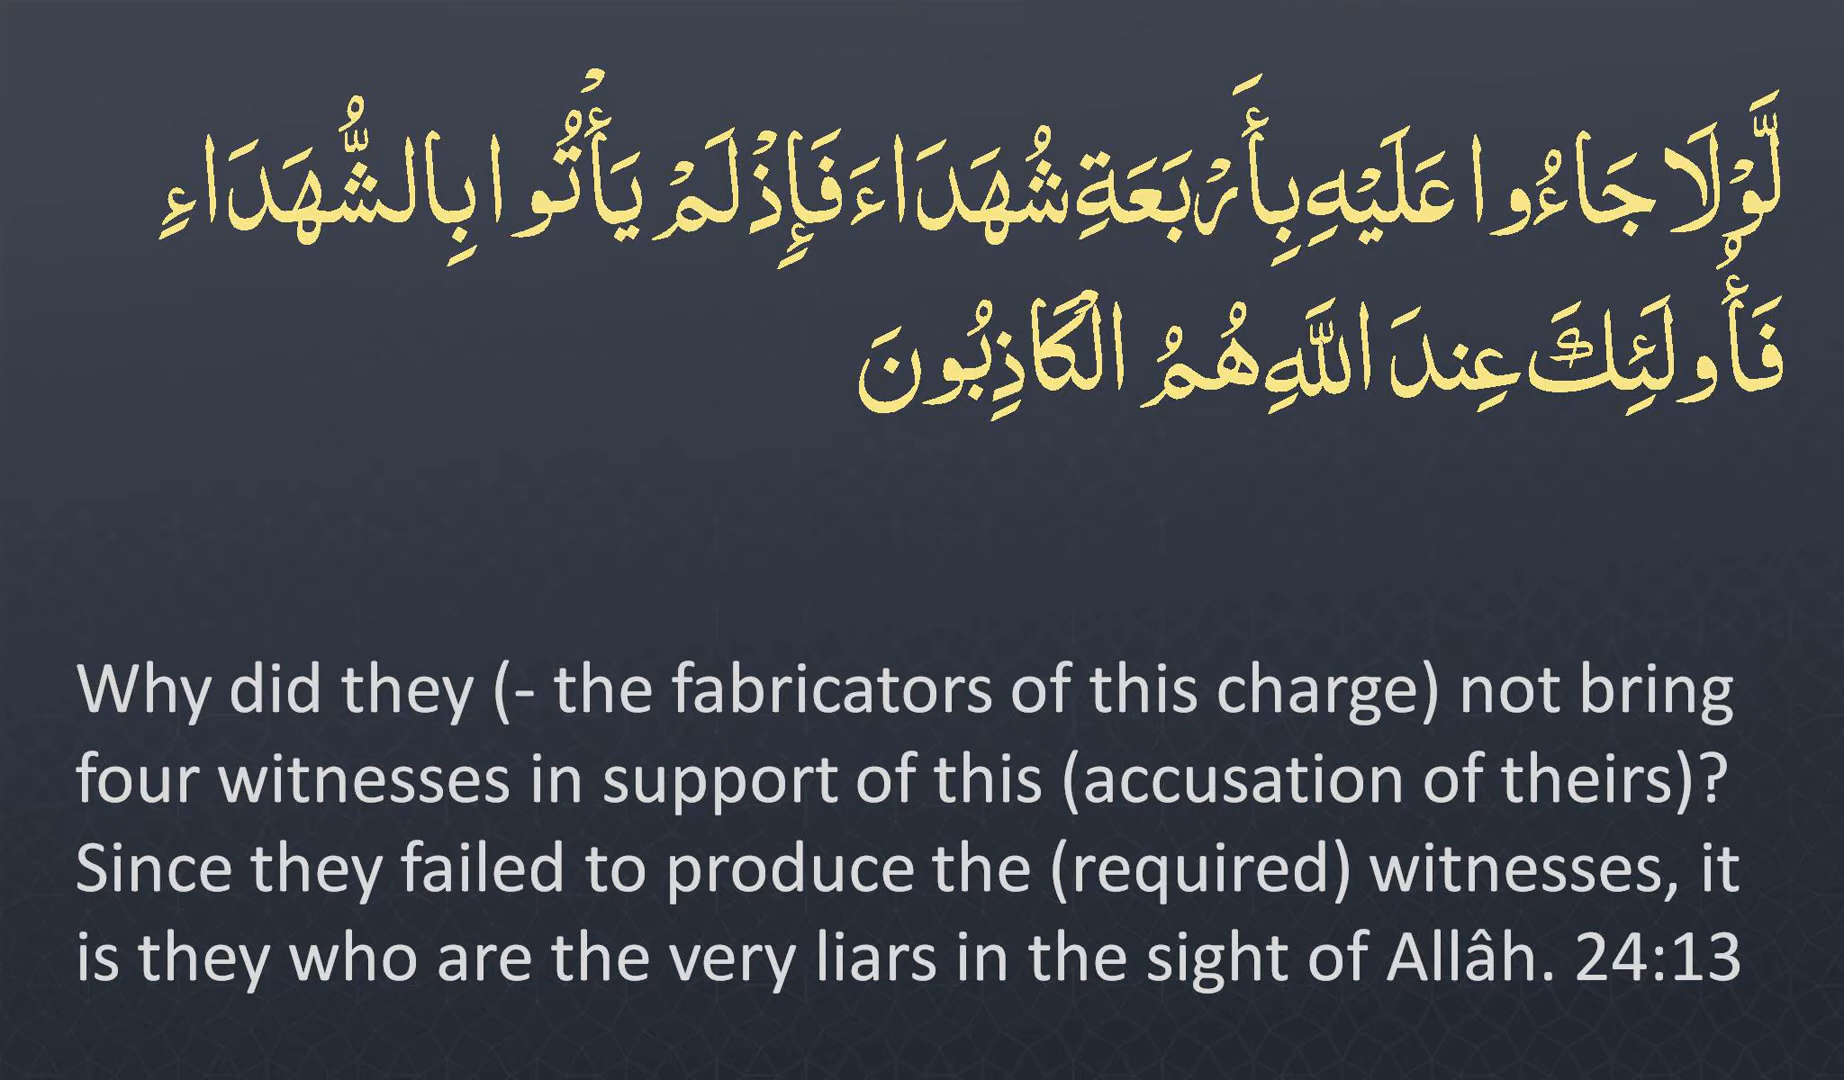 لَّوْلَا جَاءُوا عَلَيْهِ بِأَرْبَعَةِ شُهَدَاءَ فَإِذْ لَمْ يَأْتُوا بِالشُّهَدَاءِ
فَأُولَئِكَ عِندَ اللَّهِ هُمُ الْكَاذِبُونَ
Why did they (- the fabricators of this charge) not bring
four witnesses in support of this (accusation of theirs)?
Since they failed to produce the (required) witnesses, it
is they who are the very liars in the sight of Allâh. 24:13